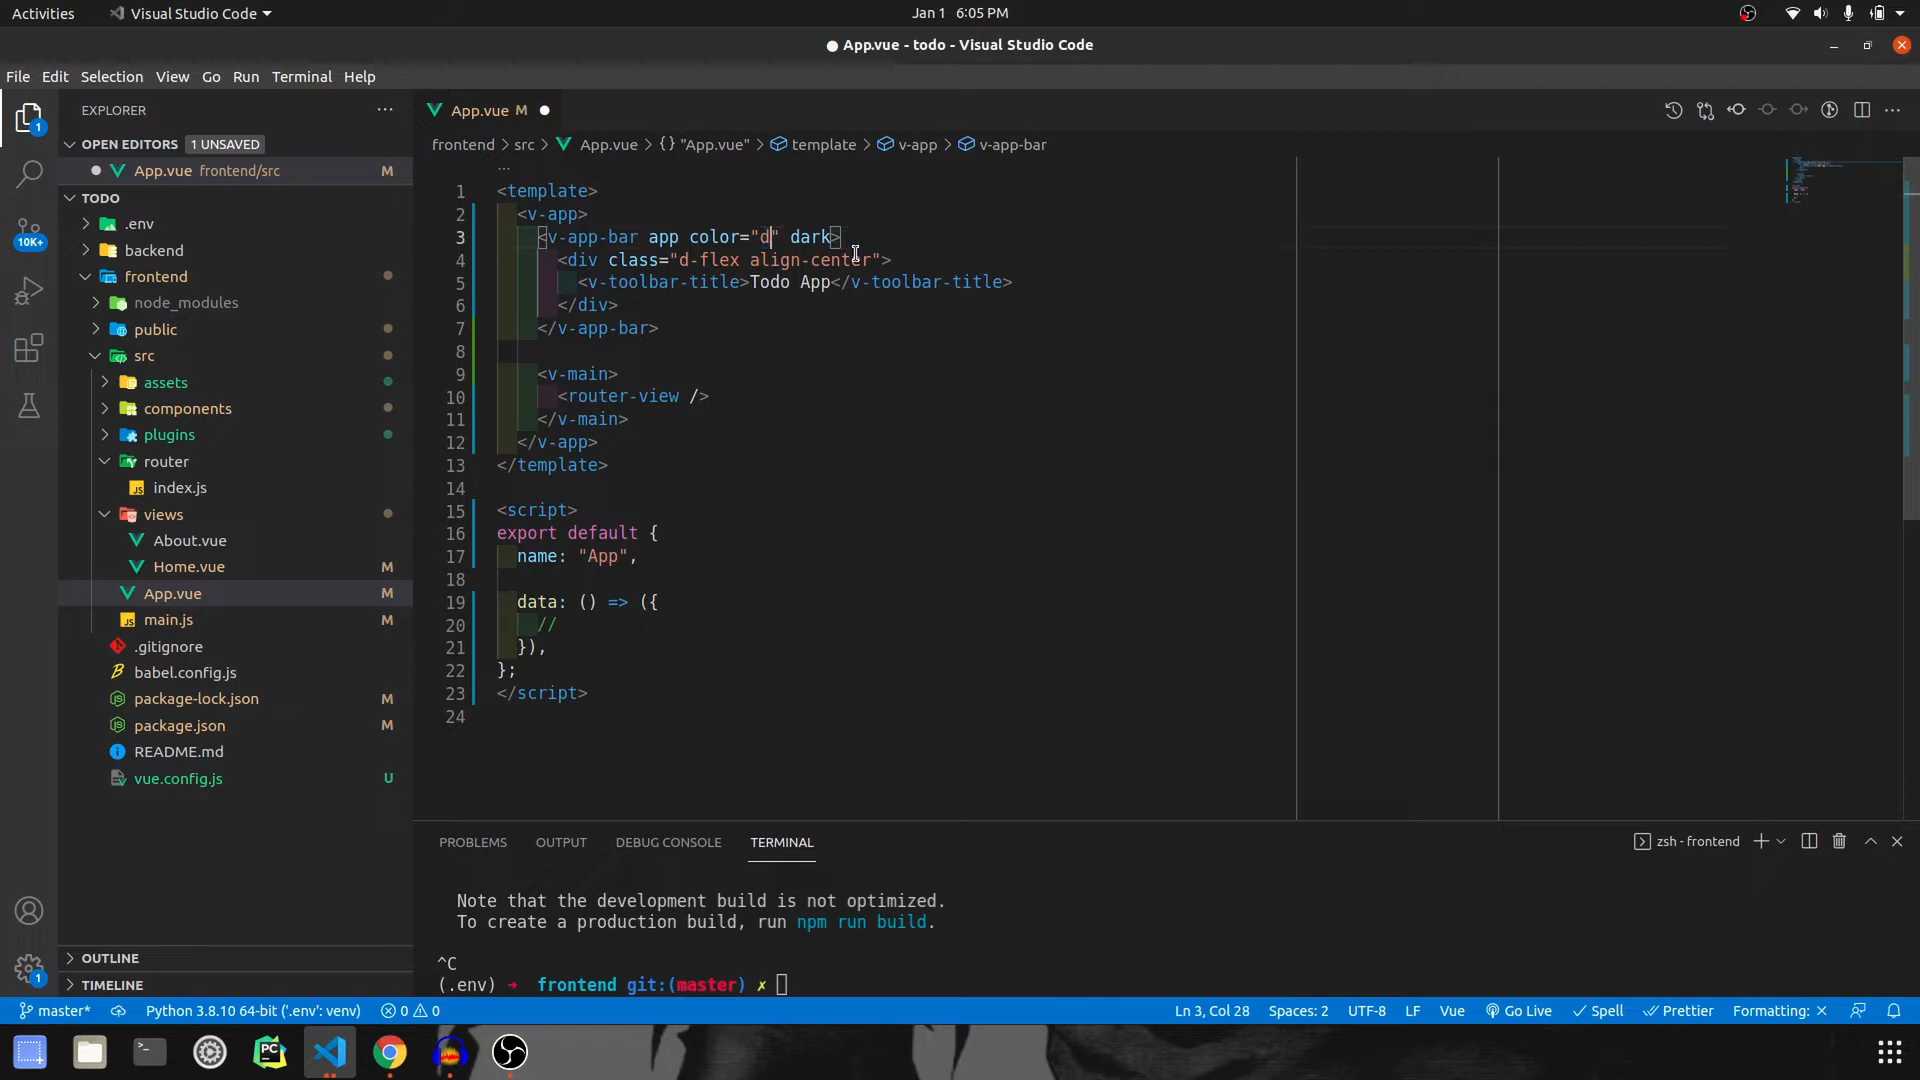 Activities
Visual Studio Code
Jan 1 6:05 PM
● App.vue - todo - Visual Studio Code
File Edit Selection View Go Run Terminal Help
EXPLORER
OPEN EDITORS 1 UNSAVED
App.vue frontend/src M
TODO
.env
backend
frontend
node_modules
public
src
assets
components
plugins
router
index.js
views
About.vue
Home.vue M
App.vue M
main.js M
.gitignore
babel.config.js
package-lock.json M
package.json M
README.md
vue.config.js U
OUTLINE
TIMELINE
1
10K+
1
App.vue M
frontend > src > App.vue > {} "App.vue" > template > v-app > v-app-bar
1 <template>
2 <v-app>
3 <v-app-bar app color="d" dark>
4 <div class="d-flex align-center">
5 <v-toolbar-title>Todo App</v-toolbar-title>
6 </div>
7 </v-app-bar>
8
9 <v-main>
10 <router-view />
11 </v-main>
12 </v-app>
13 </template>
14
15 <script>
16 export default {
17 name: "App",
18
19 data: () => ({
20 //
21 }),
22 };
23 </script>
24
PROBLEMS OUTPUT DEBUG CONSOLE TERMINAL
zsh - frontend
Note that the development build is not optimized.
To create a production build, run npm run build.
^C
(.env) → frontend git:(master) ✗
master* Python 3.8.10 64-bit ('.env': venv) 0 0
Ln 3, Col 28 Spaces: 2 UTF-8 LF Vue Go Live Spell Prettier Formatting: ✕
PC